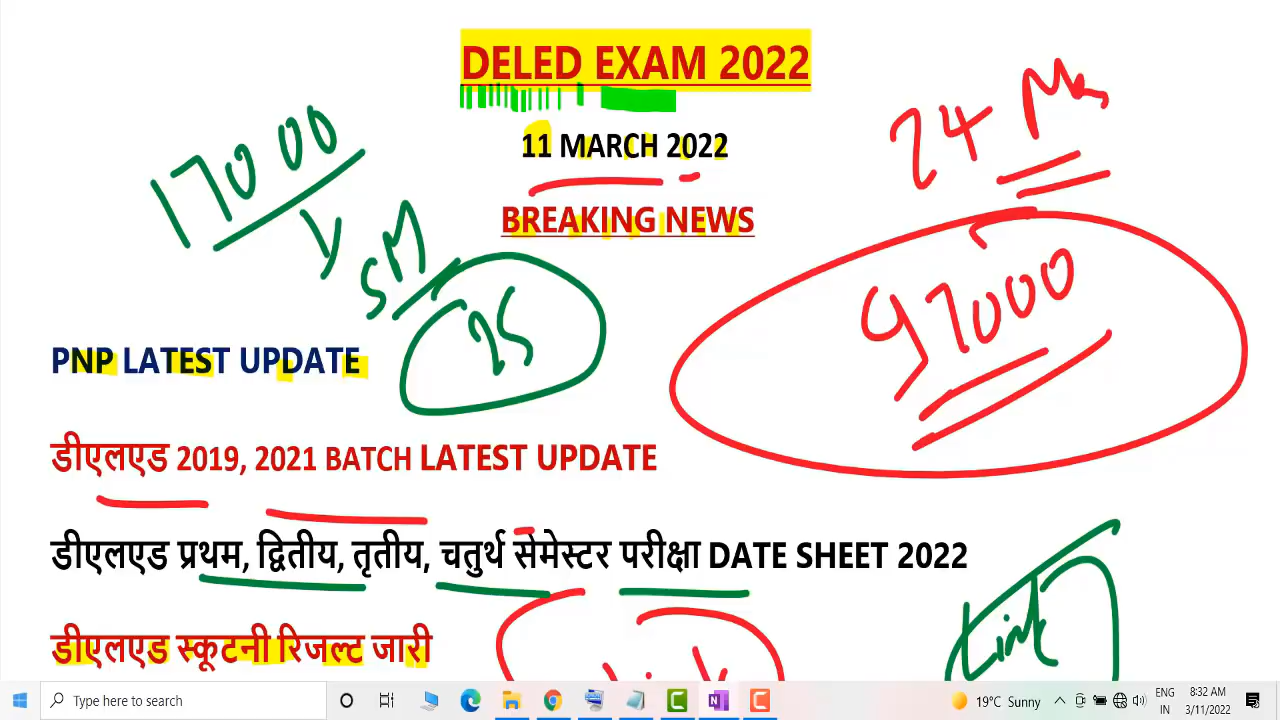 DELED EXAM 2022
11 MARCH 2022
BREAKING NEWS
17000
24
SM
25
97000
PNP LATEST UPDATE
डीएलएड 2019, 2021 BATCH LATEST UPDATE
डीएलएड प्रथम, द्वितीय, तृतीय, चतुर्थ सेमेस्टर परीक्षा DATE SHEET 2022
डीएलएड स्कूटनी रिजल्ट जारी
Link
Type here to search
19°C Sunny
ENG
IN
8:32 AM
3/11/2022